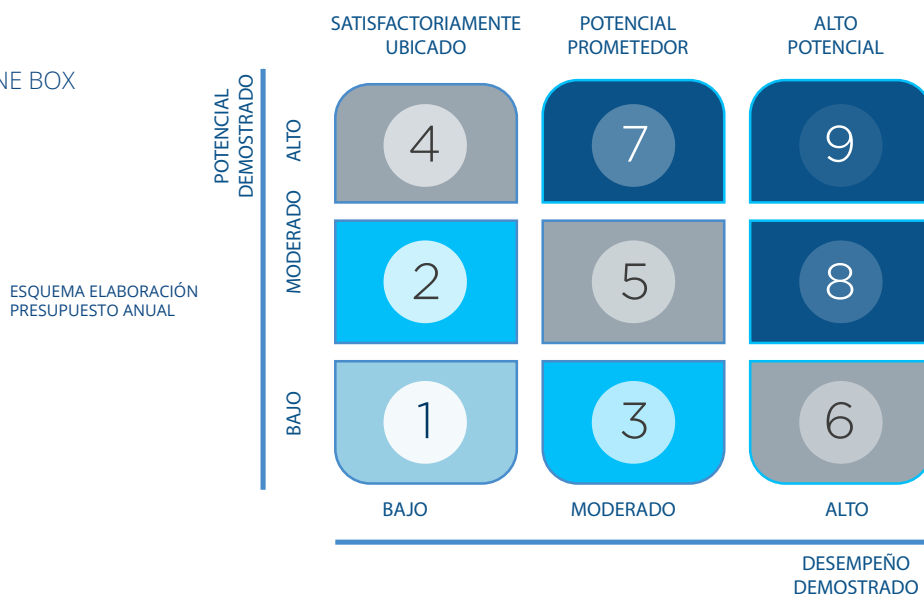 SATISFACTORIAMENTE
UBICADO
POTENCIAL
PROMETEDOR
ALTO
POTENCIAL
NE BOX
POTENCIAL
DEMOSTRADO
ALTO
4
7
9
MODERADO
2
5
8
ESQUEMA ELABORACIÓN
PRESUPUESTO ANUAL
BAJO
1
3
6
BAJO
MODERADO
ALTO
DESEMPEÑO
DEMOSTRADO